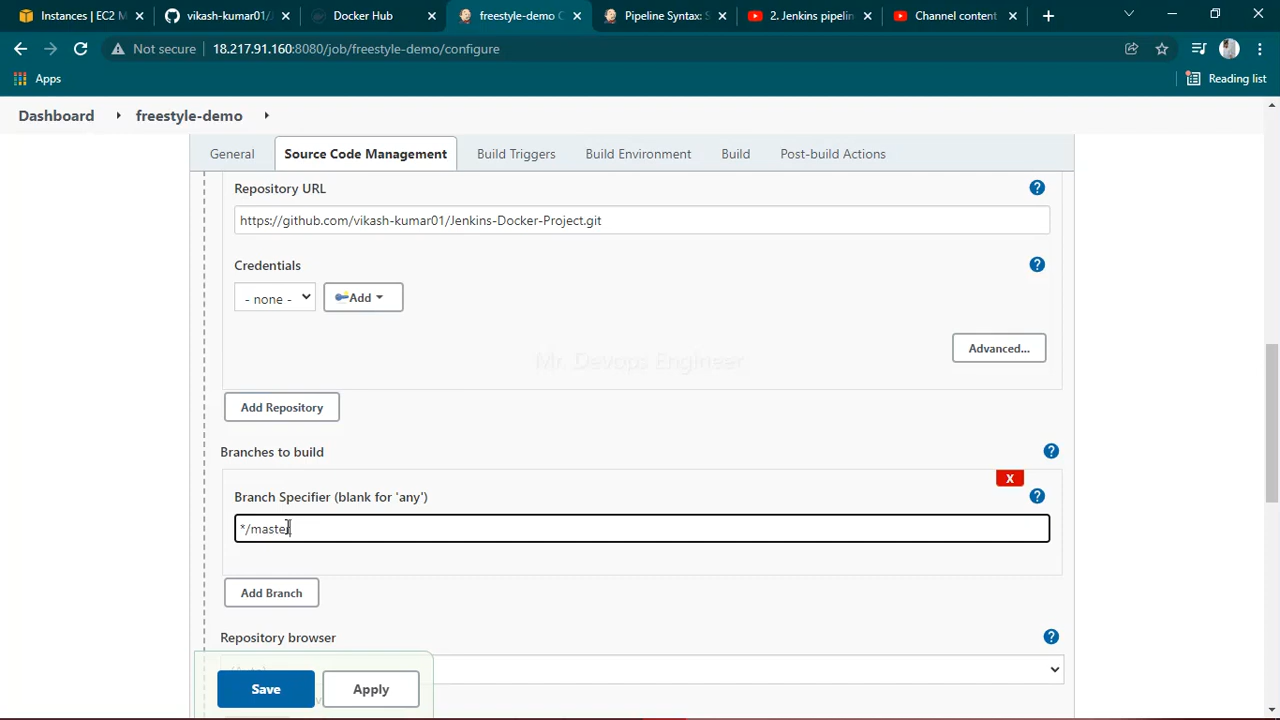 Instances | EC2 M
vikash-kumar01/J
Docker Hub
freestyle-demo C
Pipeline Syntax: S
2. Jenkins pipelin
Channel content
Not secure
18.217.91.160:8080/job/freestyle-demo/configure
Apps
Reading list
Dashboard
freestyle-demo
General
Source Code Management
Build Triggers
Build Environment
Build
Post-build Actions
Repository URL
https://github.com/vikash-kumar01/Jenkins-Docker-Project.git
Credentials
- none -
Add
Advanced...
Mr. Devops Engineer
Add Repository
Branches to build
X
Branch Specifier (blank for 'any')
*/master
Add Branch
Repository browser
Save
Apply